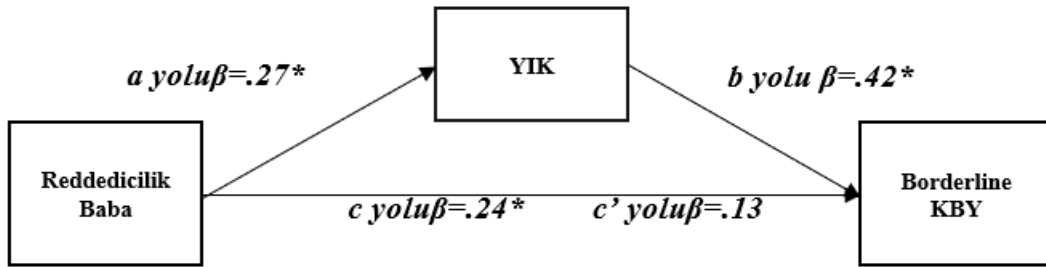 YIK
a yoluβ=.27*
b yolu β=.42*
Reddedicilik
Baba
c yoluβ=.24*
c’ yoluβ=.13
Borderline
KBY